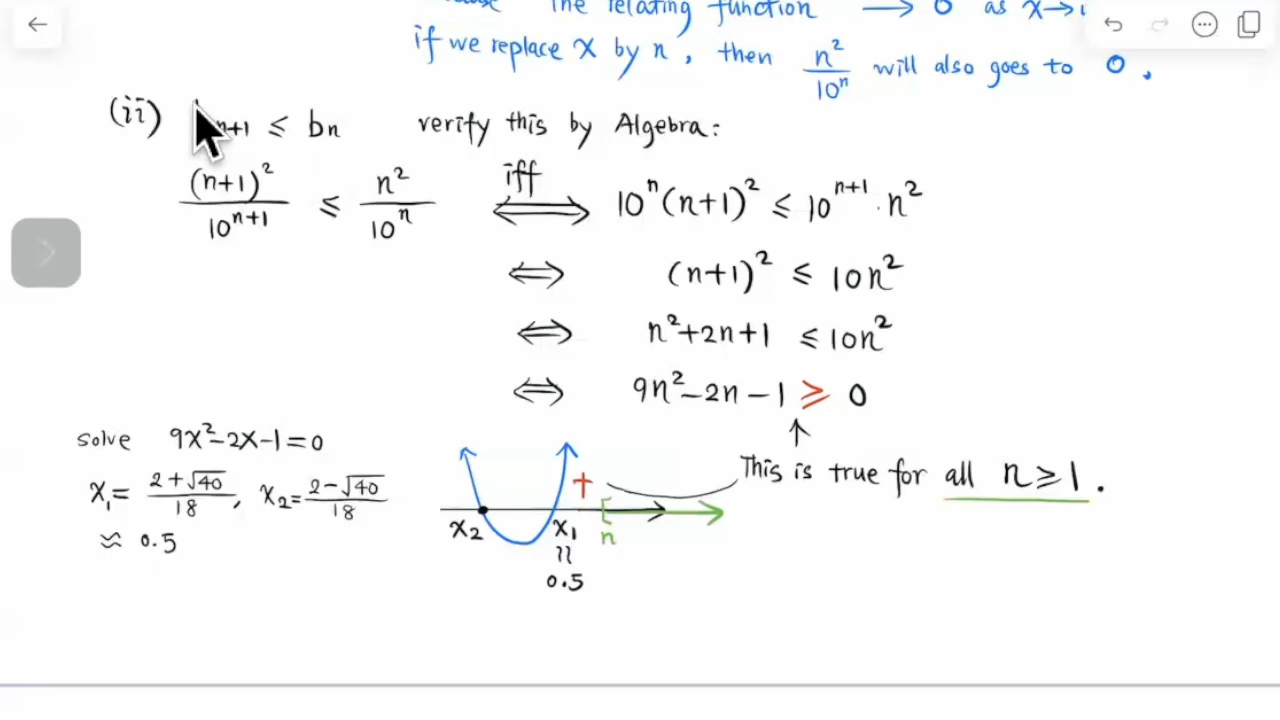 the relating function → 0 as x→
if we replace x by n, then n²/10ⁿ will also goes to 0.
(ii) n+1 ≤ bn verify this by Algebra:
(n+1)²/10ⁿ⁺¹ ≤ n²/10ⁿ iff ⟺ 10ⁿ(n+1)² ≤ 10ⁿ⁺¹ · n²
⟺ (n+1)² ≤ 10n²
⟺ n²+2n+1 ≤ 10n²
⟺ 9n²-2n-1 ≥ 0
↑
This is true for all n≥1.
solve 9x²-2x-1=0
x₁= (2+√40)/18, x₂= (2-√40)/18
≈ 0.5
+
x₂ x₁ n
≈
0.5